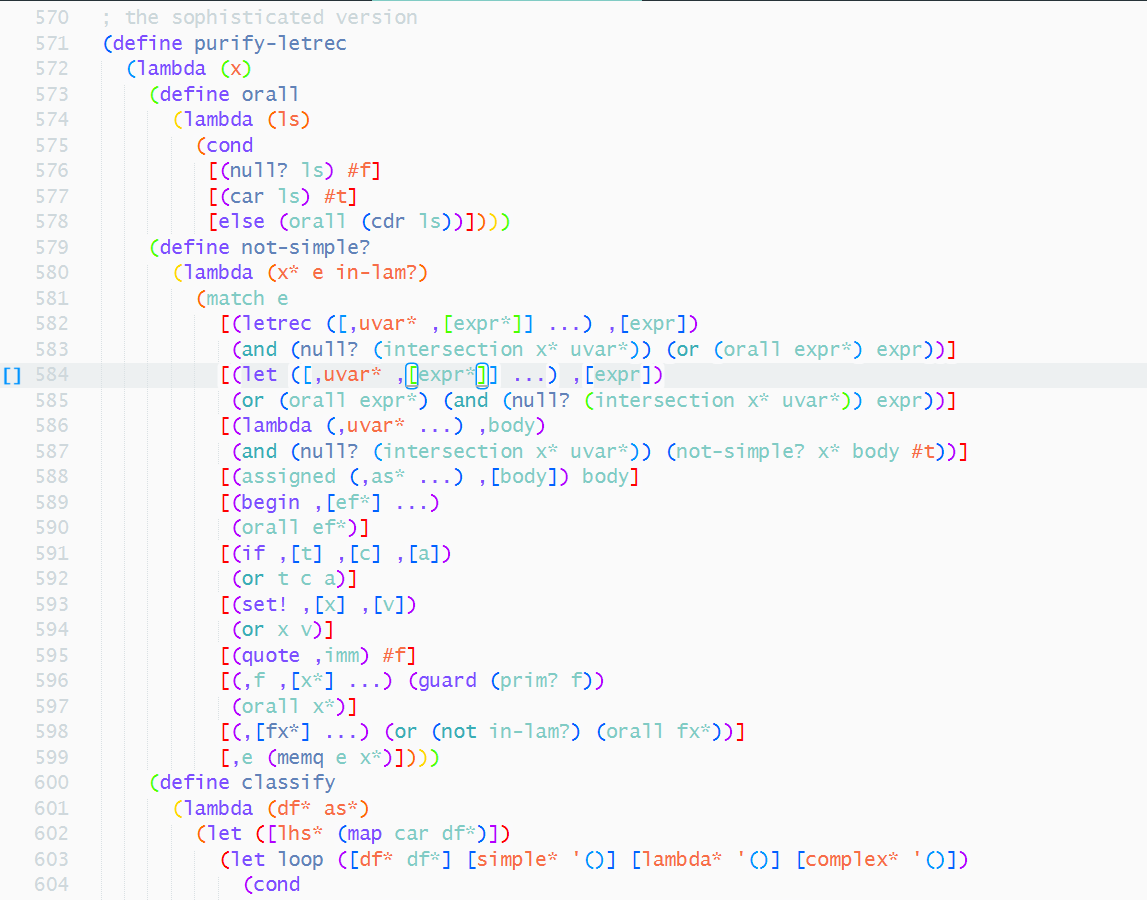 570 ; the sophisticated version
571 (define purify-letrec
572 (lambda (x)
573 (define orall
574 (lambda (ls)
575 (cond
576 [(null? ls) #f]
577 [(car ls) #t]
578 [else (orall (cdr ls))])))
579 (define not-simple?
580 (lambda (x* e in-lam?)
581 (match e
582 [(letrec ([,uvar* ,[expr*]] ...) ,[expr])
583 (and (null? (intersection x* uvar*)) (or (orall expr*) expr))]
[] 584 [(let ([,uvar* ,[expr*]] ...) ,[expr])
585 (or (orall expr*) (and (null? (intersection x* uvar*)) expr))]
586 [(lambda (,uvar* ...) ,body)
587 (and (null? (intersection x* uvar*)) (not-simple? x* body #t))]
588 [(assigned (,as* ...) ,[body]) body]
589 [(begin ,[ef*] ...)
590 (orall ef*)]
591 [(if ,[t] ,[c] ,[a])
592 (or t c a)]
593 [(set! ,[x] ,[v])
594 (or x v)]
595 [(quote ,imm) #f]
596 [(,f ,[x*] ...) (guard (prim? f))
597 (orall x*)]
598 [(,[fx*] ...) (or (not in-lam?) (orall fx*))]
599 [,e (memq e x*)])))
600 (define classify
601 (lambda (df* as*)
602 (let ([lhs* (map car df*)])
603 (let loop ([df* df*] [simple* '()] [lambda* '()] [complex* '()])
604 (cond